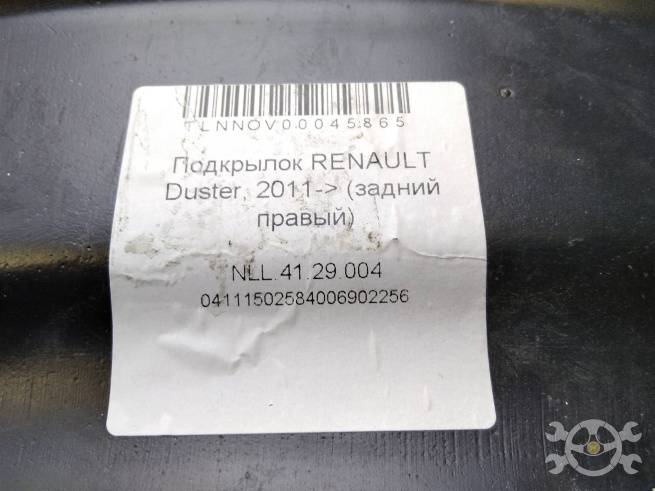 TLNNOV00045865
Подкрылок RENAULT
Duster, 2011-> (задний
правый)
NLL.41.29.004
04111502584006902256